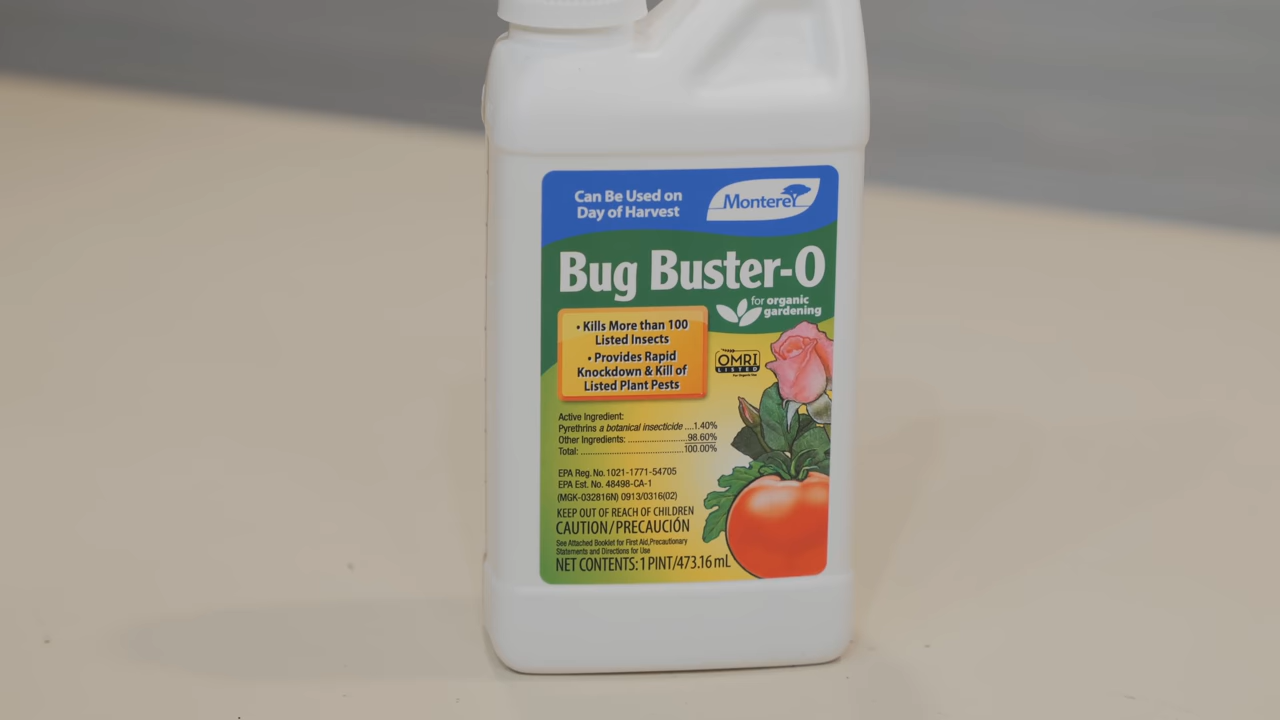 Can Be Used on
Day of Harvest
Monterey
Bug Buster-O
for organic
gardening
• Kills More than 100
Listed Insects
• Provides Rapid
Knockdown & Kill of
Listed Plant Pests
OMRI
LISTED
For Organic Use
Active Ingredient:
Pyrethrins a botanical insecticide ....1.40%
Other Ingredients: ......................98.60%
Total: ................................................100.00%
EPA Reg. No. 1021-1771-54705
EPA Est. No. 48498-CA-1
(MGK-032816N) 0913/0316(02)
KEEP OUT OF REACH OF CHILDREN
CAUTION/PRECAUCIÓN
See Attached Booklet for First Aid, Precautionary
Statements and Directions for Use
NET CONTENTS: 1 PINT/473.16 mL